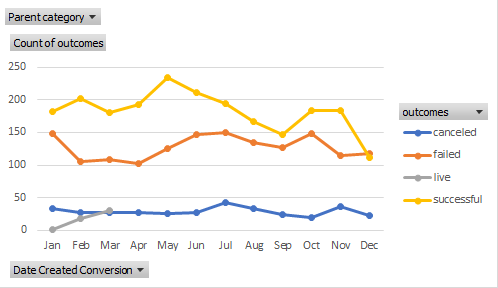 Parent category
Count of outcomes
250
200
150
100
50
0
Jan Feb Mar Apr May Jun Jul Aug Sep Oct Nov Dec
outcomes
canceled
failed
live
successful
Date Created Conversion